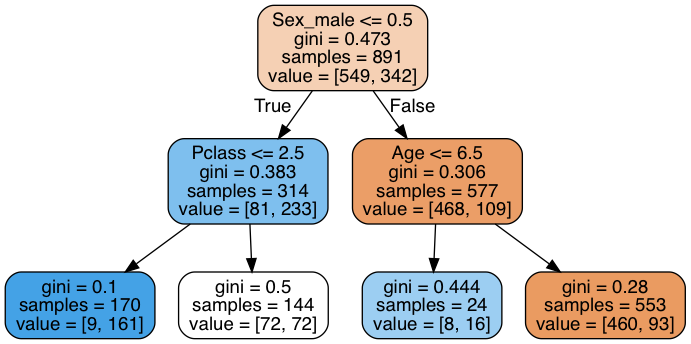 Sex_male <= 0.5
gini = 0.473
samples = 891
value = [549, 342]
True
False
Pclass <= 2.5
gini = 0.383
samples = 314
value = [81, 233]
Age <= 6.5
gini = 0.306
samples = 577
value = [468, 109]
gini = 0.1
samples = 170
value = [9, 161]
gini = 0.5
samples = 144
value = [72, 72]
gini = 0.444
samples = 24
value = [8, 16]
gini = 0.28
samples = 553
value = [460, 93]